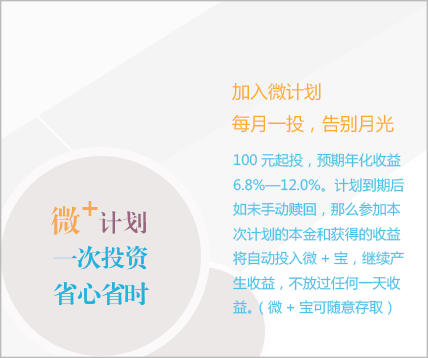 加入微计划
每月一投，告别月光
100 元起投，预期年化收益
6.8%—12.0%。计划到期后
如未手动赎回，那么参加本
次计划的本金和获得的收益
将自动投入微 + 宝，继续产
生收益，不放过任何一天收
益。（ 微 + 宝可随意存取 ）
微+计划
一次投资
省心省时